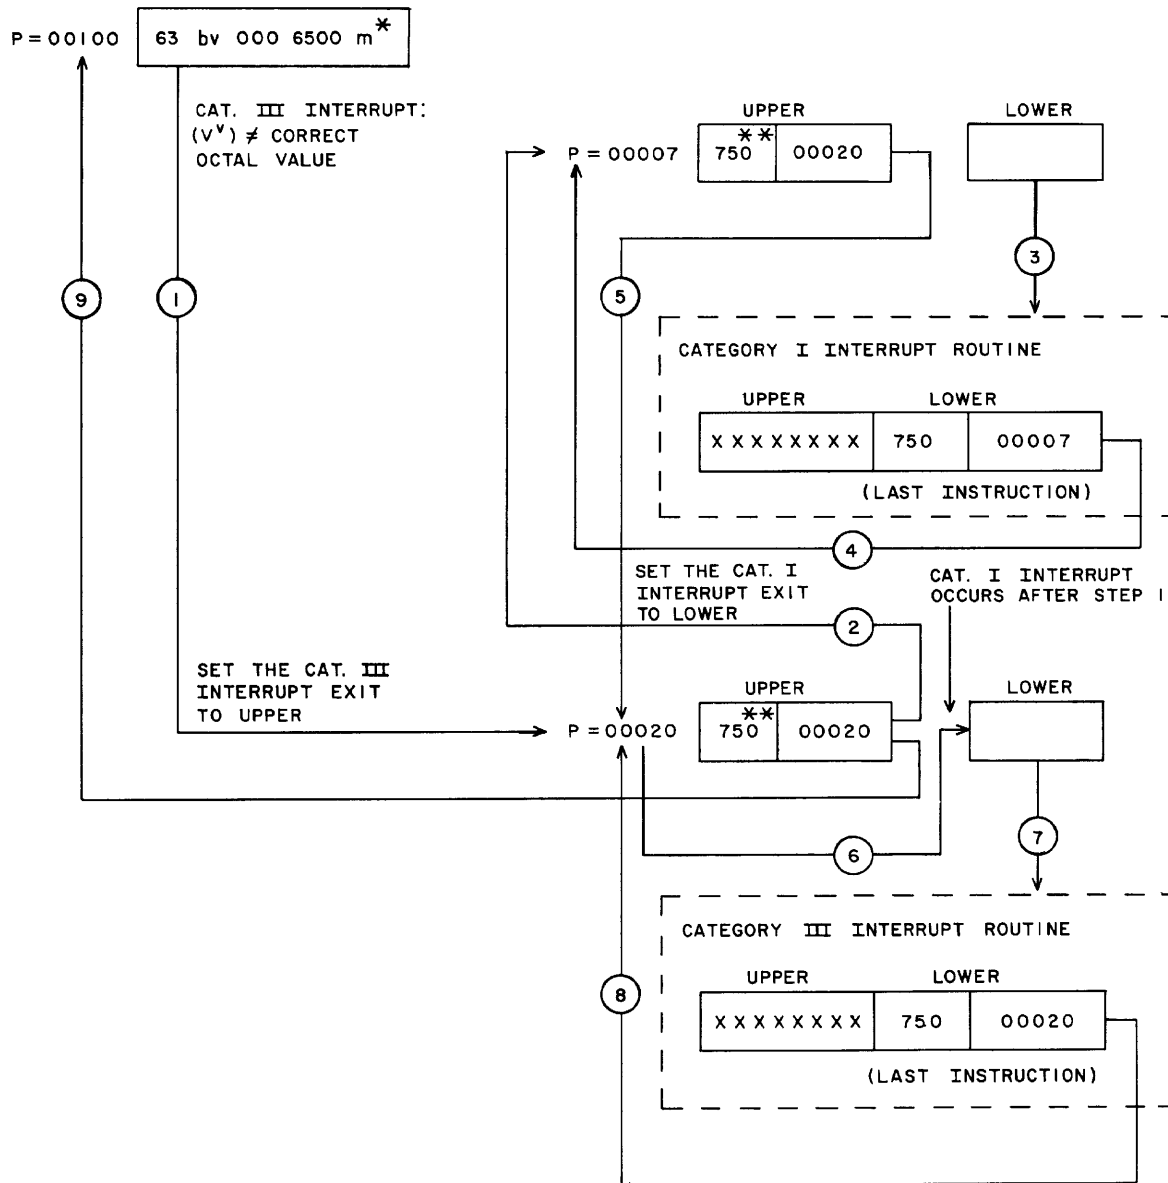 P=00100 63 bv 000 6500 m*
CAT. III INTERRUPT:
(Vᵛ) ≠ CORRECT
OCTAL VALUE
UPPER LOWER
P=00007 750** 00020
3
9 1 5
CATEGORY I INTERRUPT ROUTINE
UPPER LOWER
XXXXXXXX 750 00007
(LAST INSTRUCTION)
4
SET THE CAT. I
INTERRUPT EXIT
TO LOWER
CAT. I INTERRUPT
OCCURS AFTER STEP I
2
SET THE CAT. III
INTERRUPT EXIT
TO UPPER
UPPER LOWER
P=00020 750** 00020
6 7
CATEGORY III INTERRUPT ROUTINE
UPPER LOWER
8
XXXXXXXX 750 00020
(LAST INSTRUCTION)